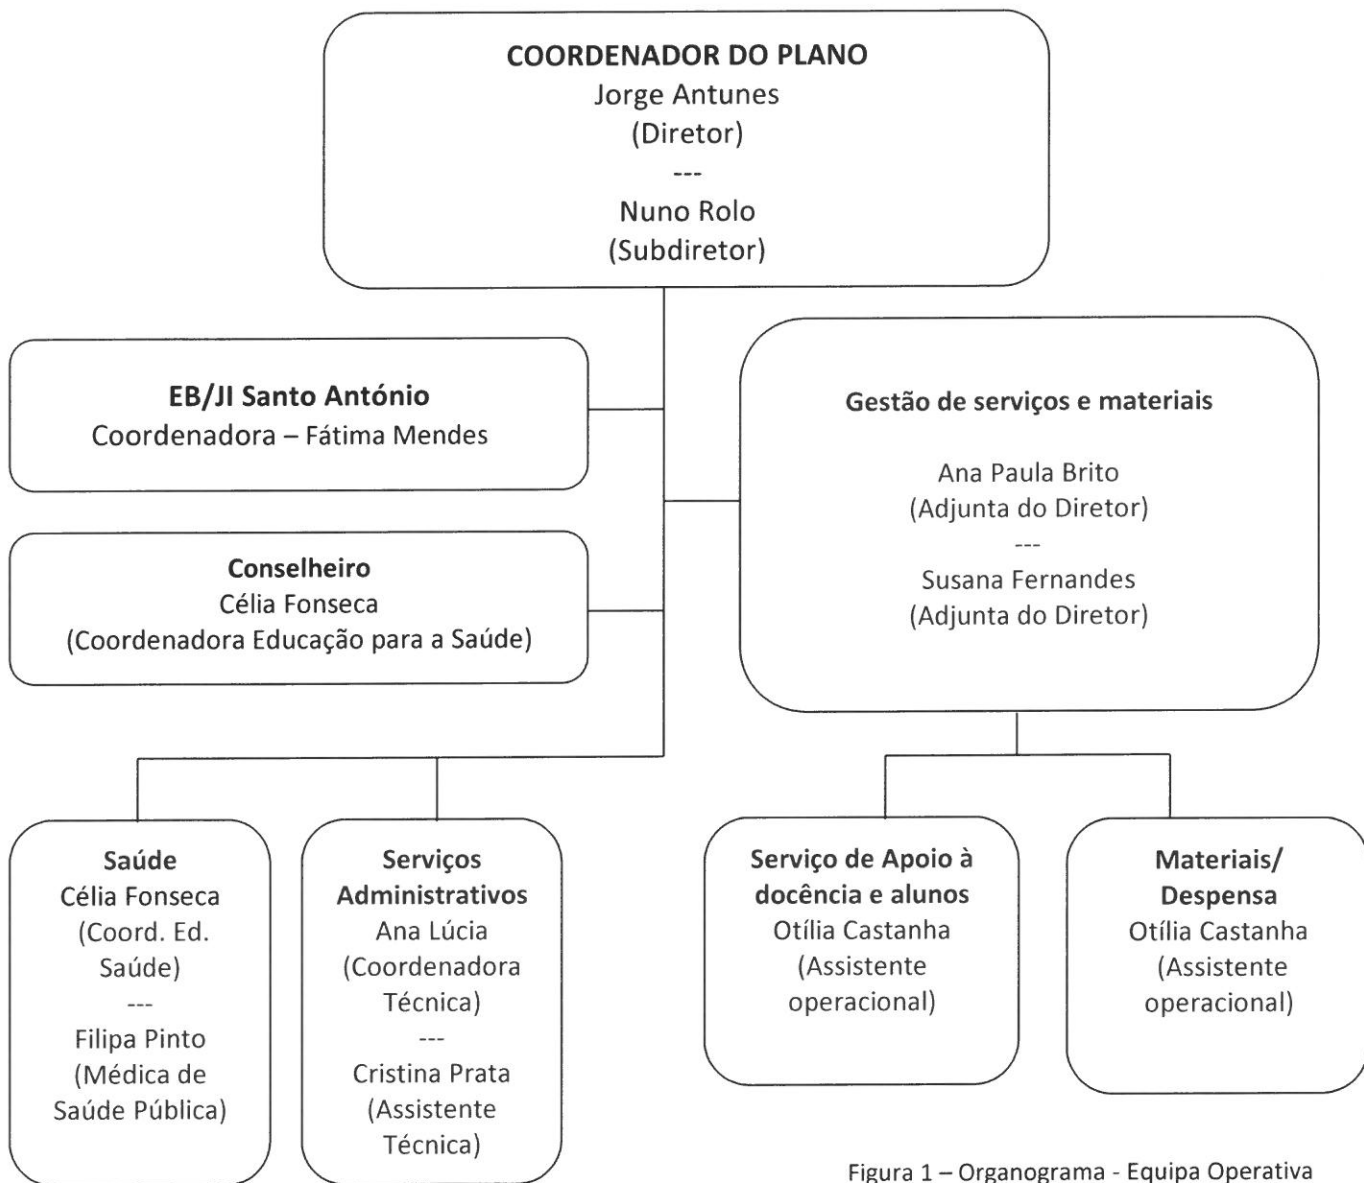 COORDENADOR DO PLANO
Jorge Antunes
(Diretor)
---
Nuno Rolo
(Subdiretor)
EB/JI Santo António
Coordenadora – Fátima Mendes
Gestão de serviços e materiais
Ana Paula Brito
(Adjunta do Diretor)
---
Susana Fernandes
(Adjunta do Diretor)
Conselheiro
Célia Fonseca
(Coordenadora Educação para a Saúde)
Saúde
Célia Fonseca
(Coord. Ed.
Saúde)
---
Filipa Pinto
(Médica de
Saúde Pública)
Serviços
Administrativos
Ana Lúcia
(Coordenadora
Técnica)
---
Cristina Prata
(Assistente
Técnica)
Serviço de Apoio à
docência e alunos
Otília Castanha
(Assistente
operacional)
Materiais/
Despensa
Otília Castanha
(Assistente
operacional)
Figura 1 – Organograma - Equipa Operativa